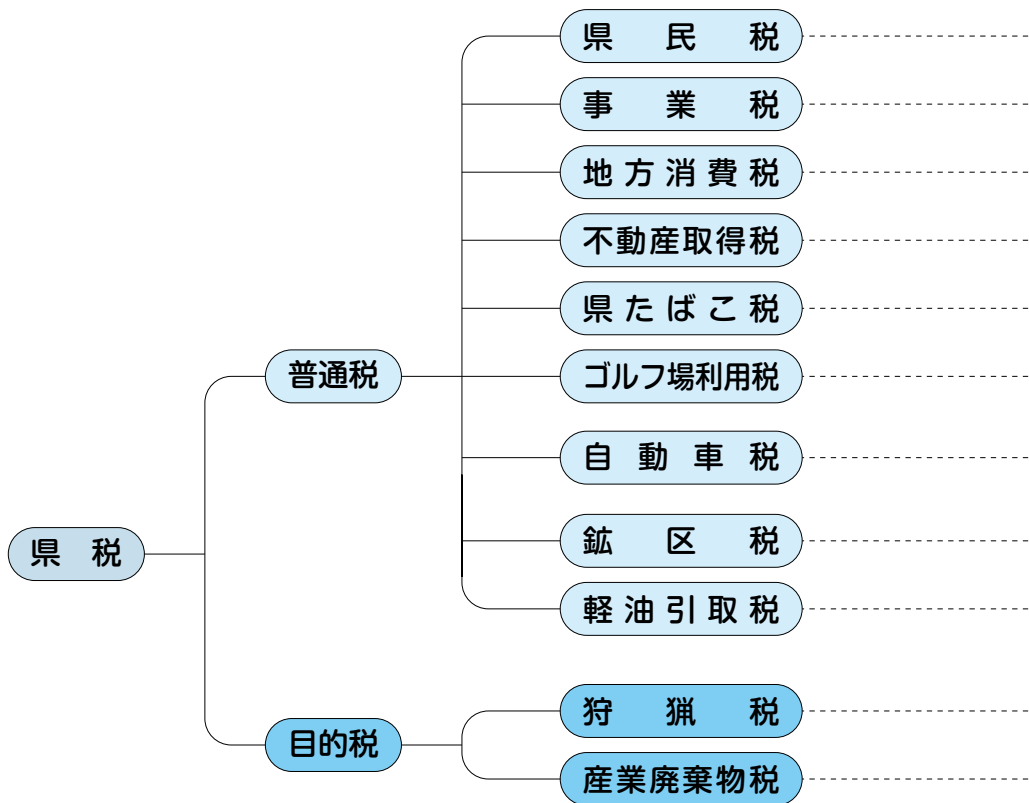 県民税
事業税
地方消費税
不動産取得税
県たばこ税
普通税
ゴルフ場利用税
自動車税
県税
鉱区税
軽油引取税
狩猟税
目的税
産業廃棄物税